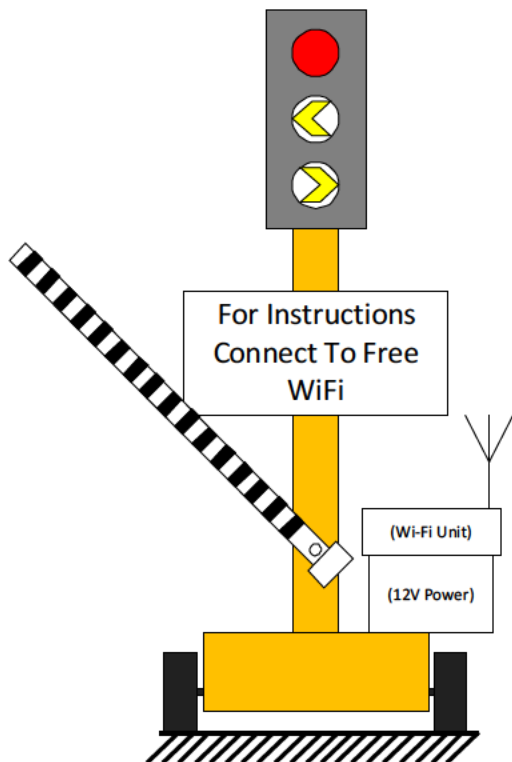 For Instructions
Connect To Free
WiFi
(Wi-Fi Unit)
(12V Power)